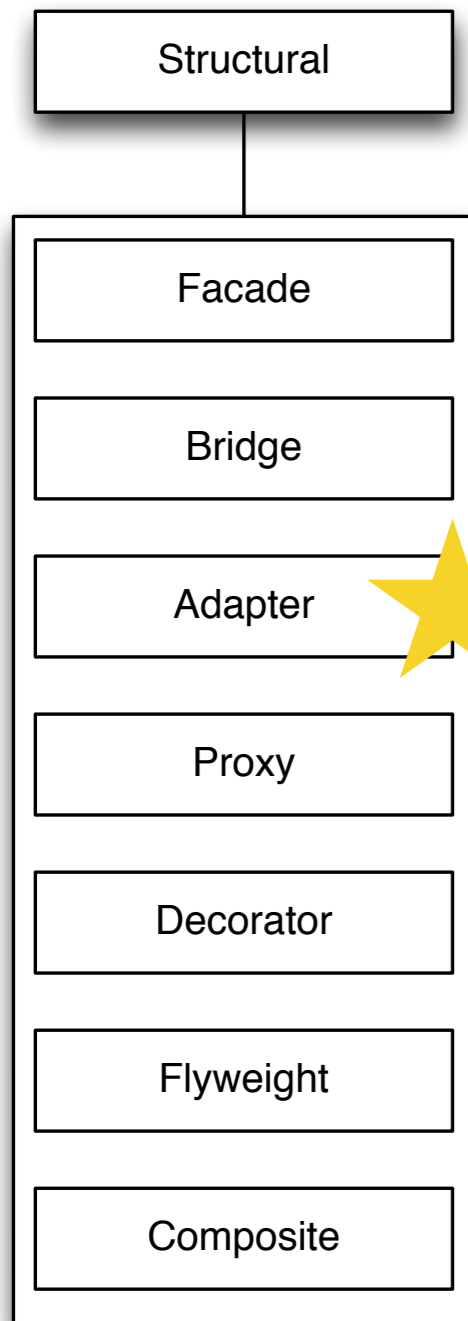 Structural
Facade
Bridge
Adapter
Proxy
Decorator
Flyweight
Composite